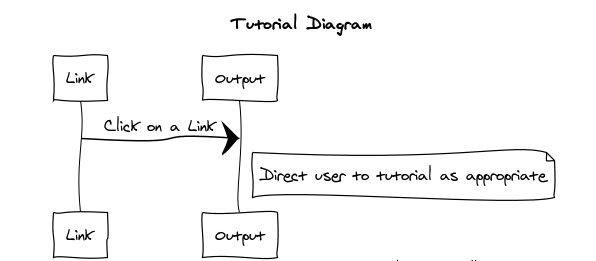 Tutorial Diagram
Link
Output
Click on a Link
Direct user to tutorial as appropriate
Link
Output